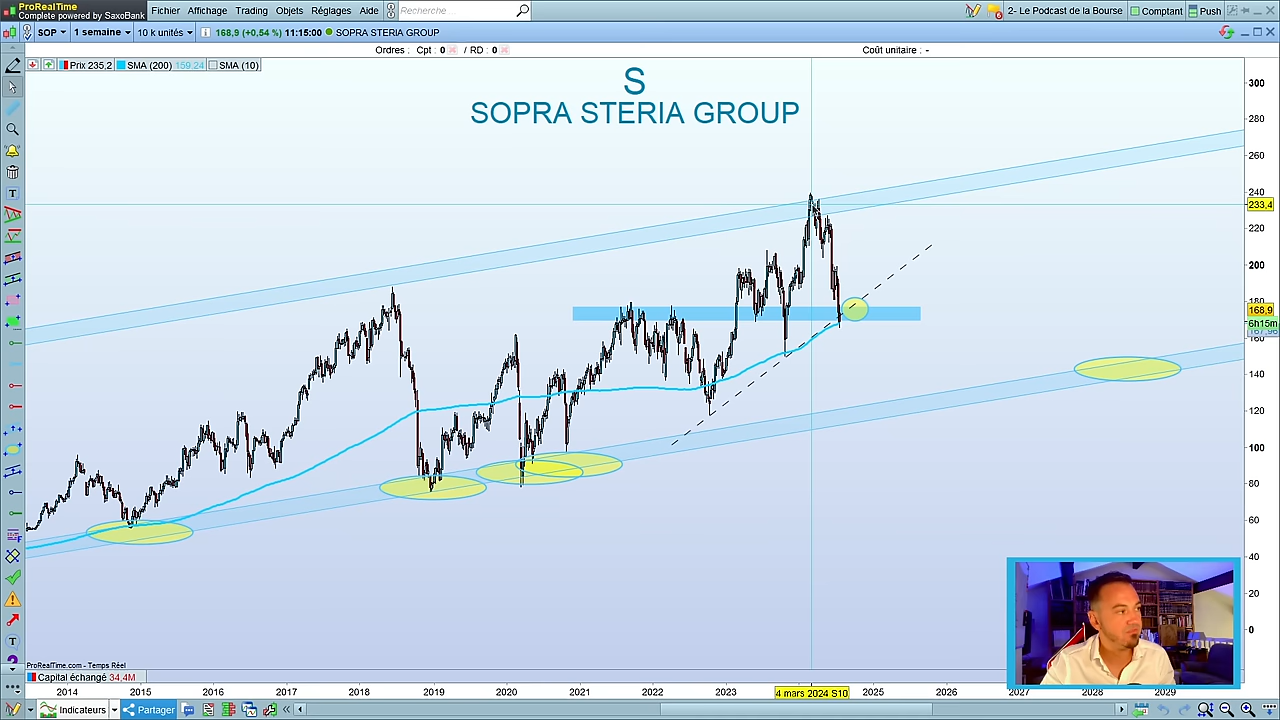 ProRealTime
Complete powered by SaxoBank
Fichier Affichage Trading Objets Réglages Aide Recherche 2- Le Podcast de la Bourse Comptant Push
SOP 1 semaine 10 k unités 168,9 (+0,54 %) 11:15:00 SOPRA STERIA GROUP
Ordres : Cpt : 0 / RD : 0 Coût unitaire : -
Prix 235,2 SMA (200) 159,24 SMA (10)
S
SOPRA STERIA GROUP
300
280
260
240
233,4
220
200
180
168,9
6h15m
167,96
160
140
120
100
80
60
40
20
0
ProRealTime.com - Temps Réel
Capital échangé 34,4M
2014 2015 2016 2017 2018 2019 2020 2021 2022 2023 4 mars 2024 S10 2025 2026 2027 2028 2029
Indicateurs Partager